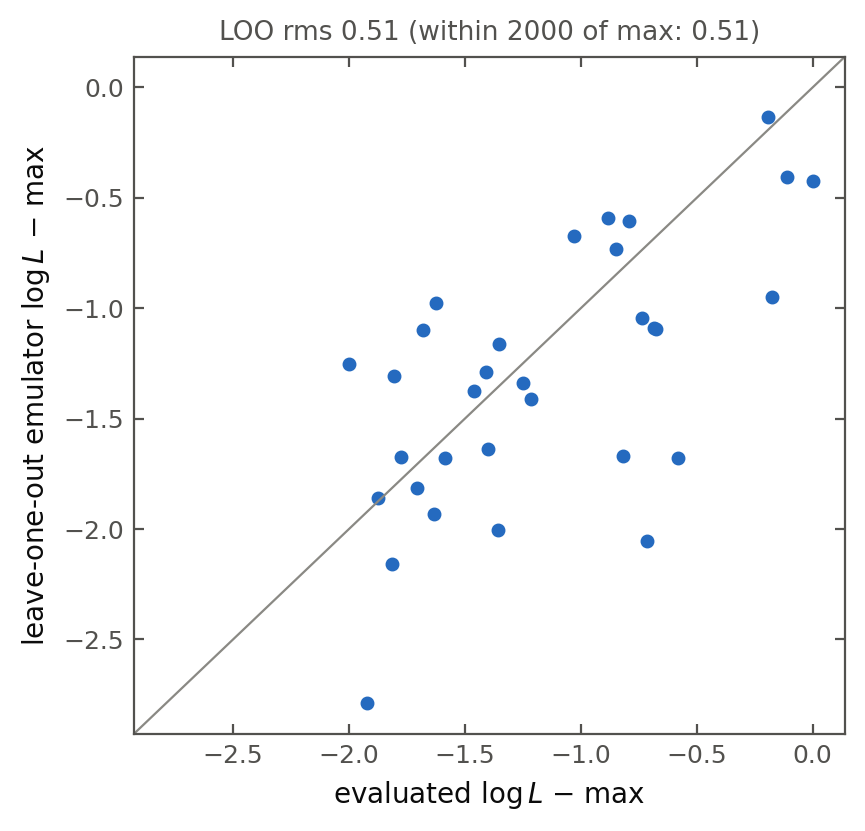 LOO rms 0.51 (within 2000 of max: 0.51)
leave-one-out emulator log L − max
0.0
−0.5
−1.0
−1.5
−2.0
−2.5
−2.5 −2.0 −1.5 −1.0 −0.5 0.0
evaluated log L − max